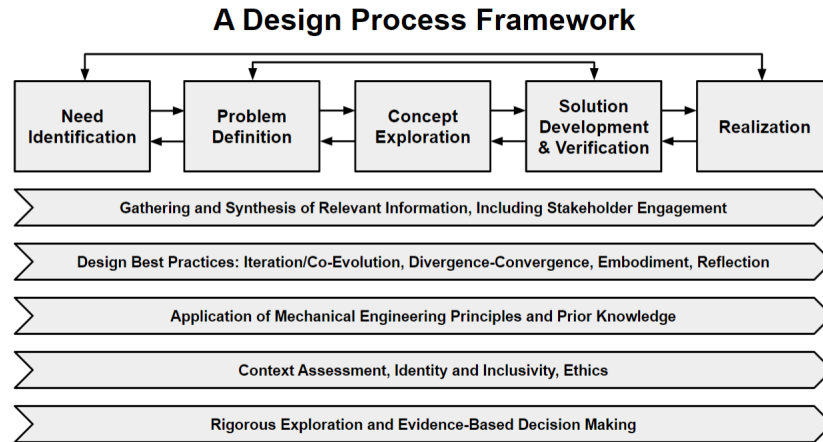 A Design Process Framework
Need
Identification
Problem
Definition
Concept
Exploration
Solution
Development
& Verification
Realization
Gathering and Synthesis of Relevant Information, Including Stakeholder Engagement
Design Best Practices: Iteration/Co-Evolution, Divergence-Convergence, Embodiment, Reflection
Application of Mechanical Engineering Principles and Prior Knowledge
Context Assessment, Identity and Inclusivity, Ethics
Rigorous Exploration and Evidence-Based Decision Making